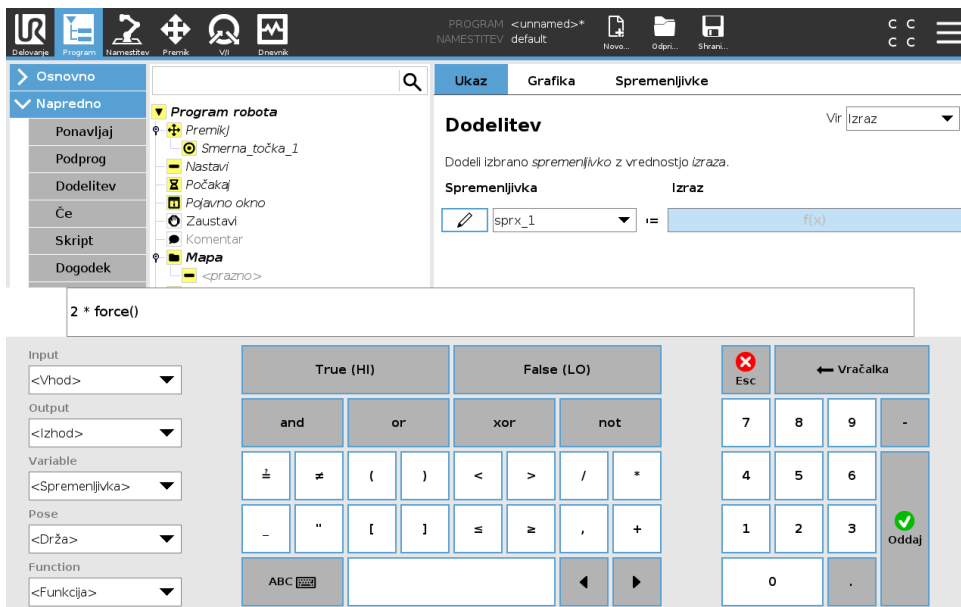 PROGRAM <unnamed>*
NAMESTITEV default
Delovanje Program Namestitev Premik V/I Dnevnik Novo... Odpri... Shrani...
C C
C C
Osnovno
Napredno
Ponavljaj
Podprog
Dodelitev
Če
Skript
Dogodek
Program robota
PremikJ
Smerna_točka_1
Nastavi
Počakaj
Pojavno okno
Zaustavi
Komentar
Mapa
<prazno>
Ukaz Grafika Spremenljivke
Dodelitev
Vir Izraz
Dodeli izbrano spremenljivko z vrednostjo izraza.
Spremenljivka Izraz
sprx_1 := f(x)
2 * force()
Input
<Vhod>
Output
<Izhod>
Variable
<Spremenljivka>
Pose
<Drža>
Function
<Funkcija>
True (HI) False (LO)
and or xor not
≟ ≠ ( ) < > / *
_ " [ ] ≤ ≥ , +
ABC
Esc Vračalka
7 8 9 -
4 5 6
1 2 3 Oddaj
0 .